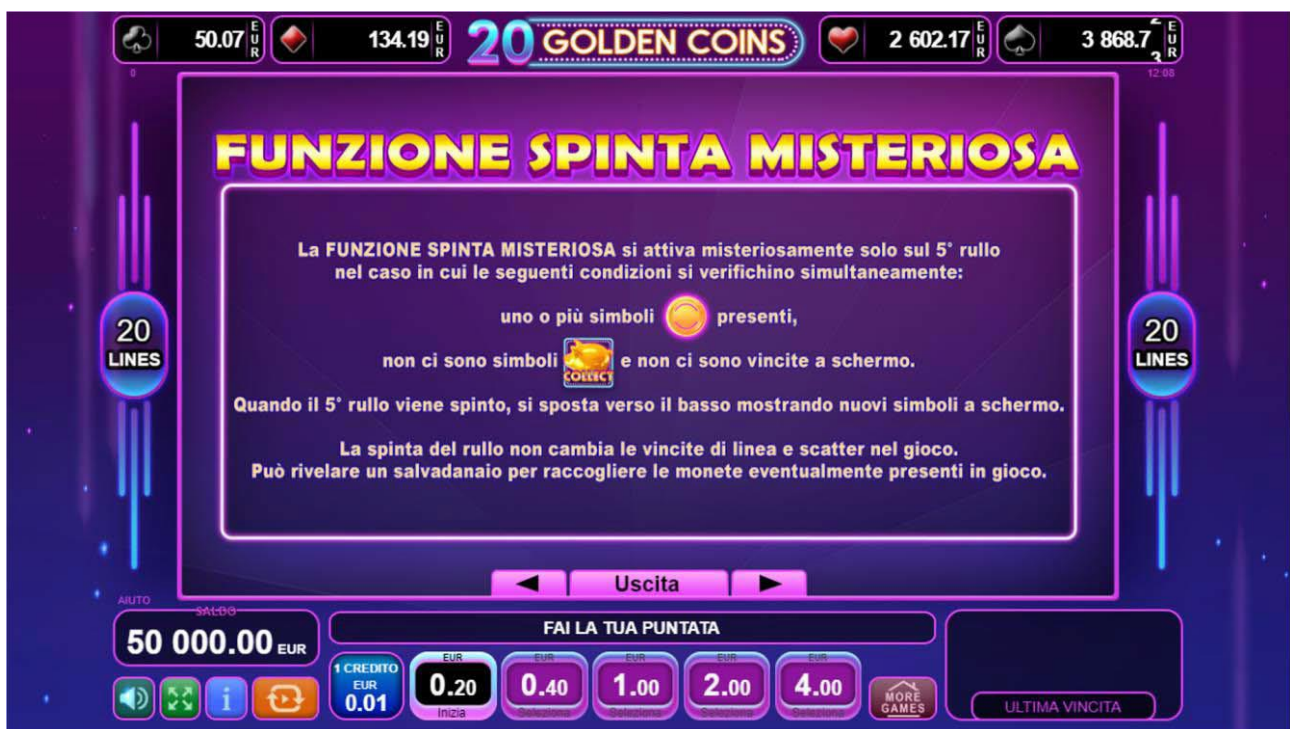 50.07 EUR
134.19 EUR
20 GOLDEN COINS
2 602.17 EUR
3 868.7 EUR
0
12:08
FUNZIONE SPINTA MISTERIOSA
La FUNZIONE SPINTA MISTERIOSA si attiva misteriosamente solo sul 5° rullo
nel caso in cui le seguenti condizioni si verifichino simultaneamente:
uno o più simboli presenti,
non ci sono simboli COLLECT e non ci sono vincite a schermo.
Quando il 5° rullo viene spinto, si sposta verso il basso mostrando nuovi simboli a schermo.
La spinta del rullo non cambia le vincite di linea e scatter nel gioco.
Può rivelare un salvadanaio per raccogliere le monete eventualmente presenti in gioco.
20
LINES
20
LINES
Uscita
AIUTO
SALDO
50 000.00 EUR
FAI LA TUA PUNTATA
1 CREDITO
EUR
0.01
EUR
0.20
Inizia
EUR
0.40
Seleziona
EUR
1.00
Seleziona
EUR
2.00
Seleziona
EUR
4.00
Seleziona
MORE
GAMES
ULTIMA VINCITA